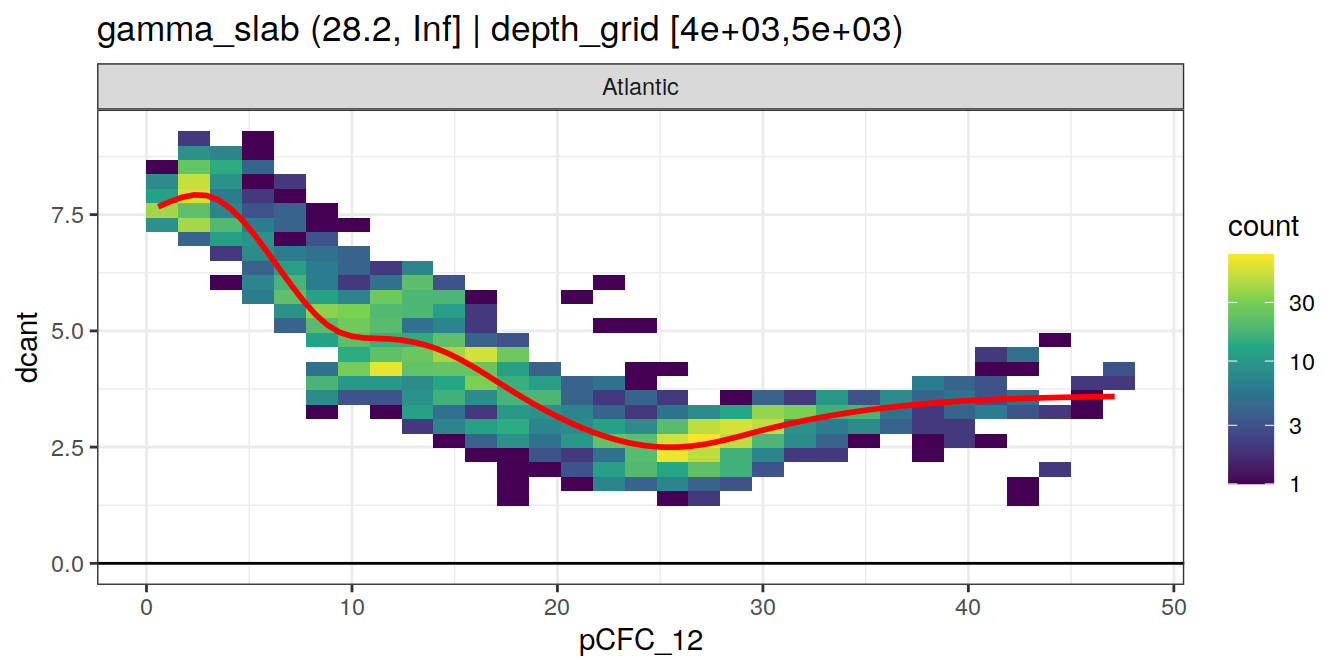 gamma_slab (28.2, Inf] | depth_grid [4e+03,5e+03)
Atlantic
7.5
5.0
2.5
0.0
dcant
0 10 20 30 40 50
pCFC_12
count
30
10
3
1